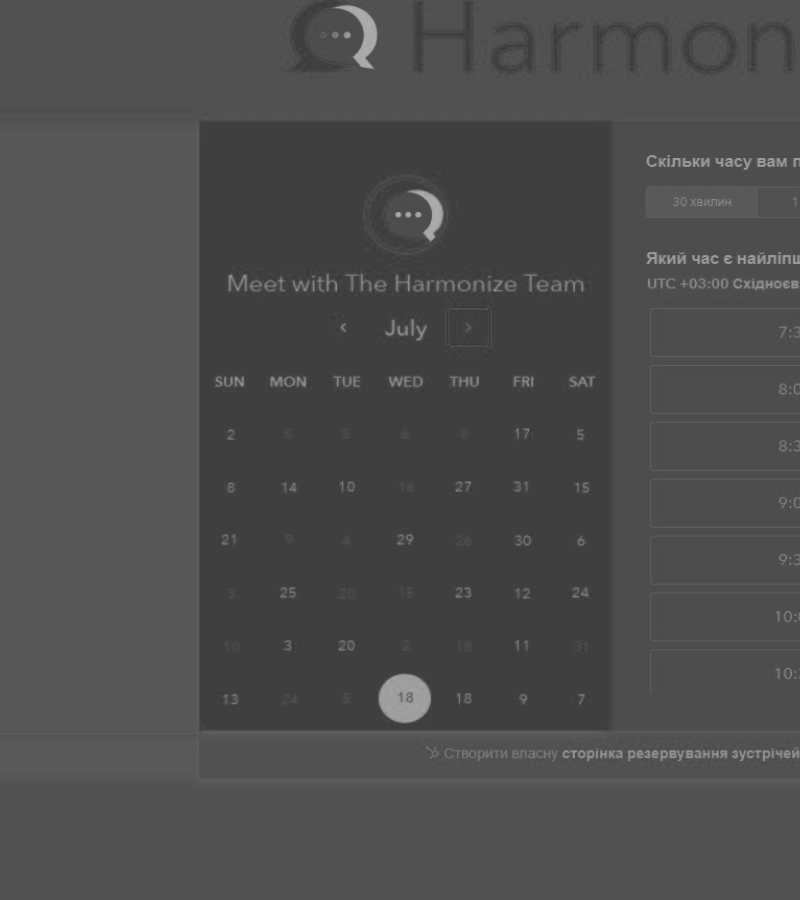 Harmon
Скільки часу вам п
30 хвилин 1
Meet with The Harmonize Team
Який час є найліпш
UTC +03:00 Східноєв
July
7:3
SUN MON TUE WED THU FRI SAT
8:0
2 5 5 6 8 17 5
8:3
8 14 10 16 27 31 15
9:0
21 9 4 29 26 30 6
9:3
3 25 20 15 23 12 24
10:0
10 3 20 2 18 11 31
10:
13 24 5 18 18 9 7
Створити власну сторінка резервування зустрічей